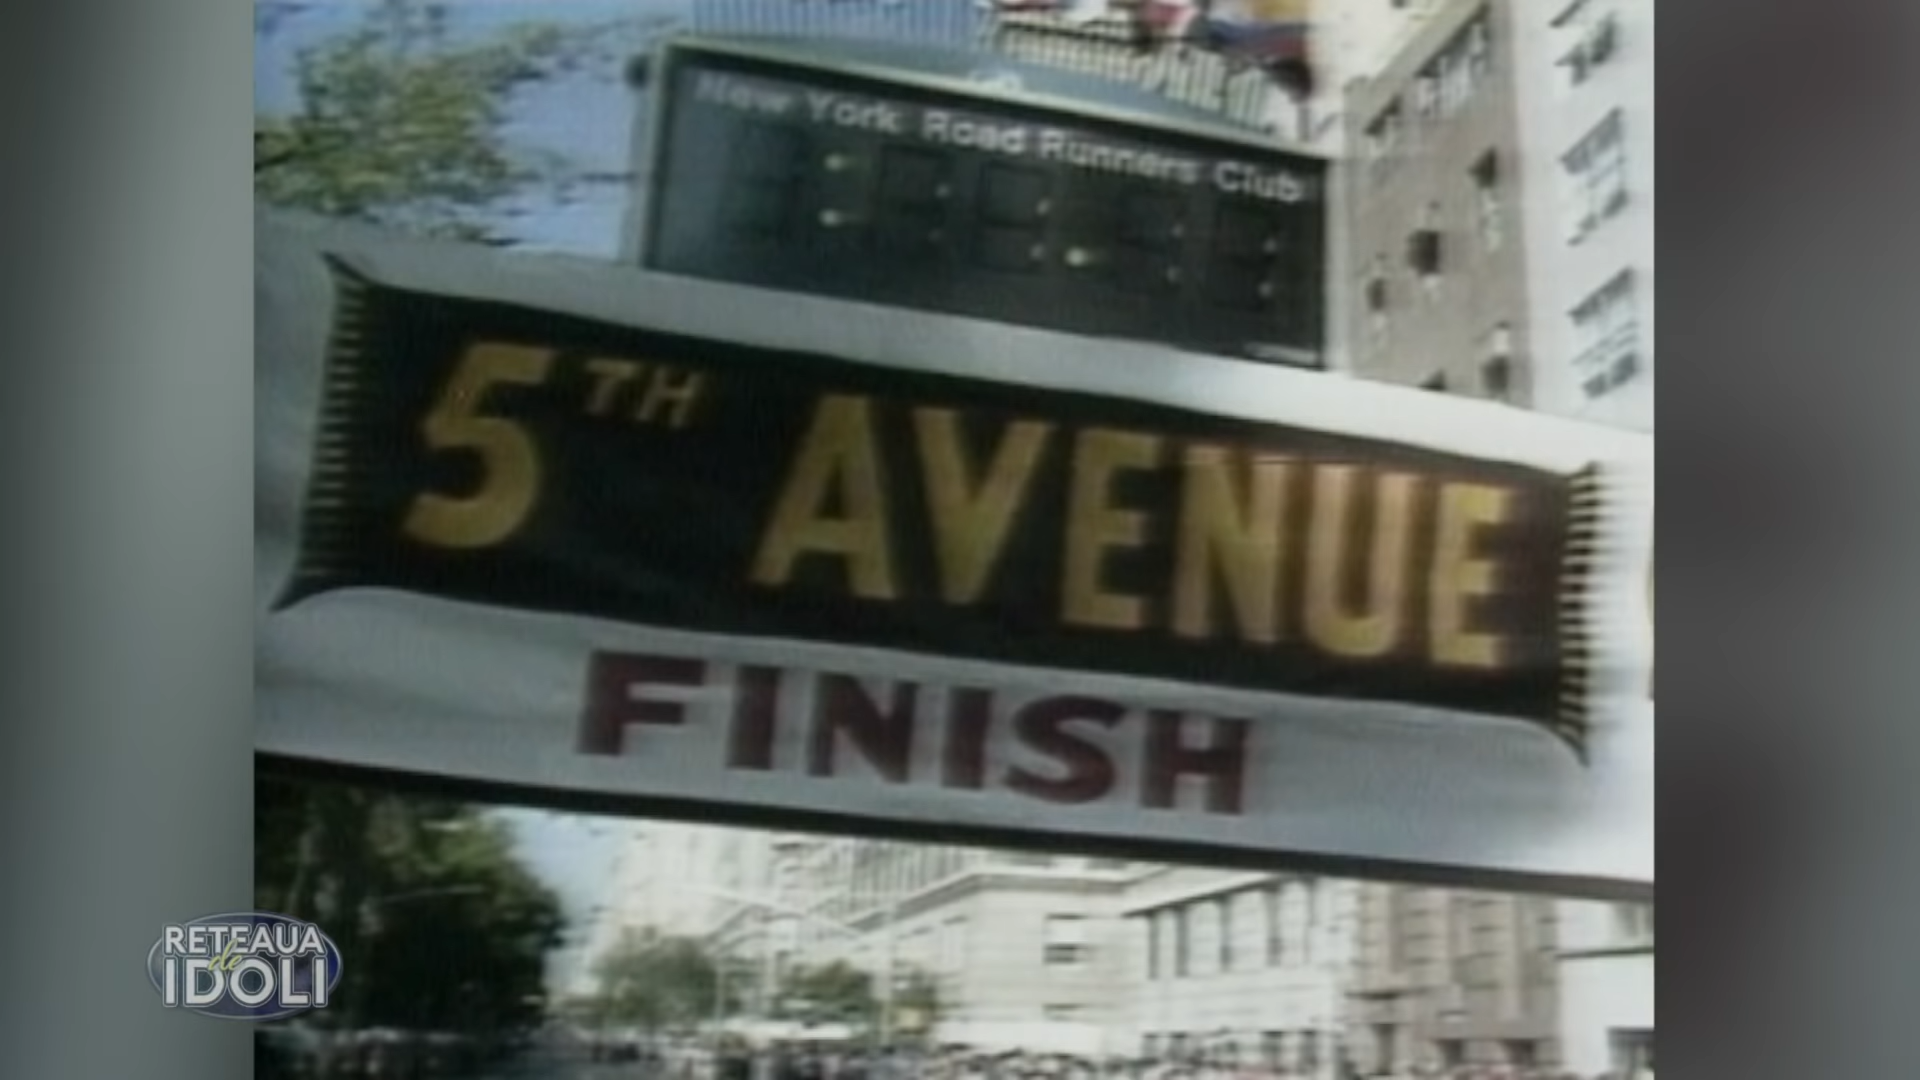 New York Road Runners Club
5TH AVENUE
FINISH
RETEAUA
de
IDOLI